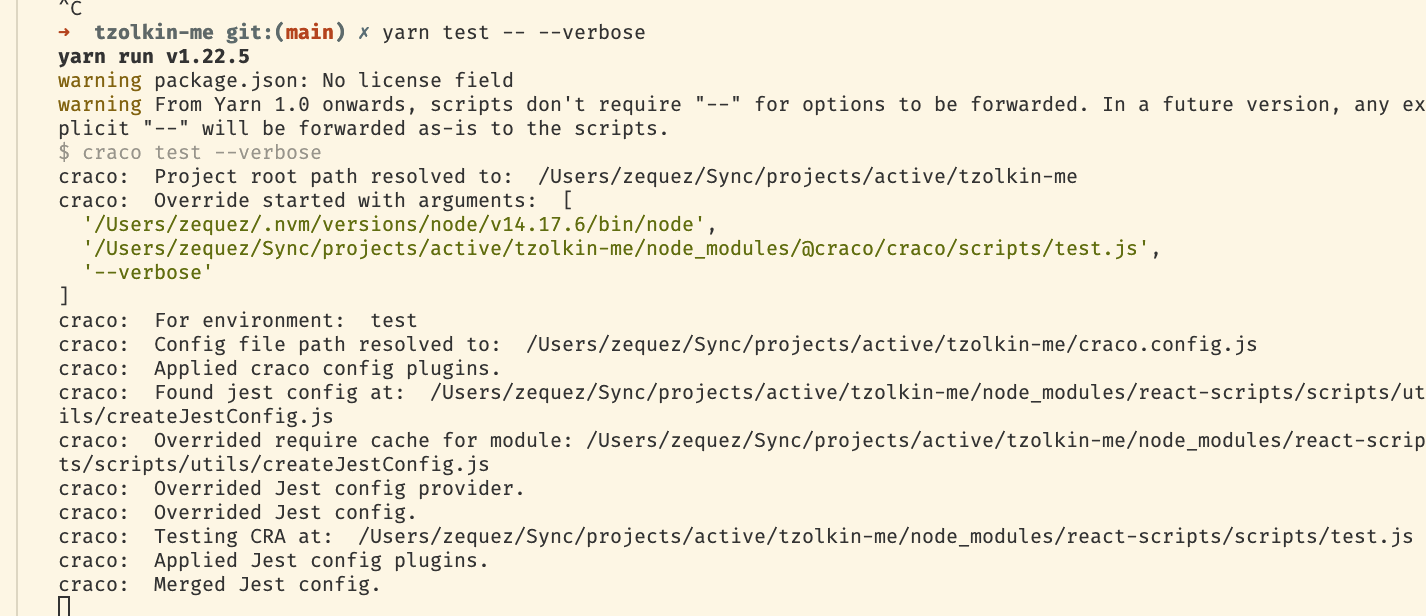 ^C
→ tzolkin-me git:(main) ✗ yarn test -- --verbose
yarn run v1.22.5
warning package.json: No license field
warning From Yarn 1.0 onwards, scripts don't require "--" for options to be forwarded. In a future version, any ex
plicit "--" will be forwarded as-is to the scripts.
$ craco test --verbose
craco:  Project root path resolved to:  /Users/zequez/Sync/projects/active/tzolkin-me
craco:  Override started with arguments:  [
  '/Users/zequez/.nvm/versions/node/v14.17.6/bin/node',
  '/Users/zequez/Sync/projects/active/tzolkin-me/node_modules/@craco/craco/scripts/test.js',
  '--verbose'
]
craco:  For environment:  test
craco:  Config file path resolved to:  /Users/zequez/Sync/projects/active/tzolkin-me/craco.config.js
craco:  Applied craco config plugins.
craco:  Found jest config at:  /Users/zequez/Sync/projects/active/tzolkin-me/node_modules/react-scripts/scripts/ut
ils/createJestConfig.js
craco:  Overrided require cache for module: /Users/zequez/Sync/projects/active/tzolkin-me/node_modules/react-scrip
ts/scripts/utils/createJestConfig.js
craco:  Overrided Jest config provider.
craco:  Overrided Jest config.
craco:  Testing CRA at:  /Users/zequez/Sync/projects/active/tzolkin-me/node_modules/react-scripts/scripts/test.js
craco:  Applied Jest config plugins.
craco:  Merged Jest config.